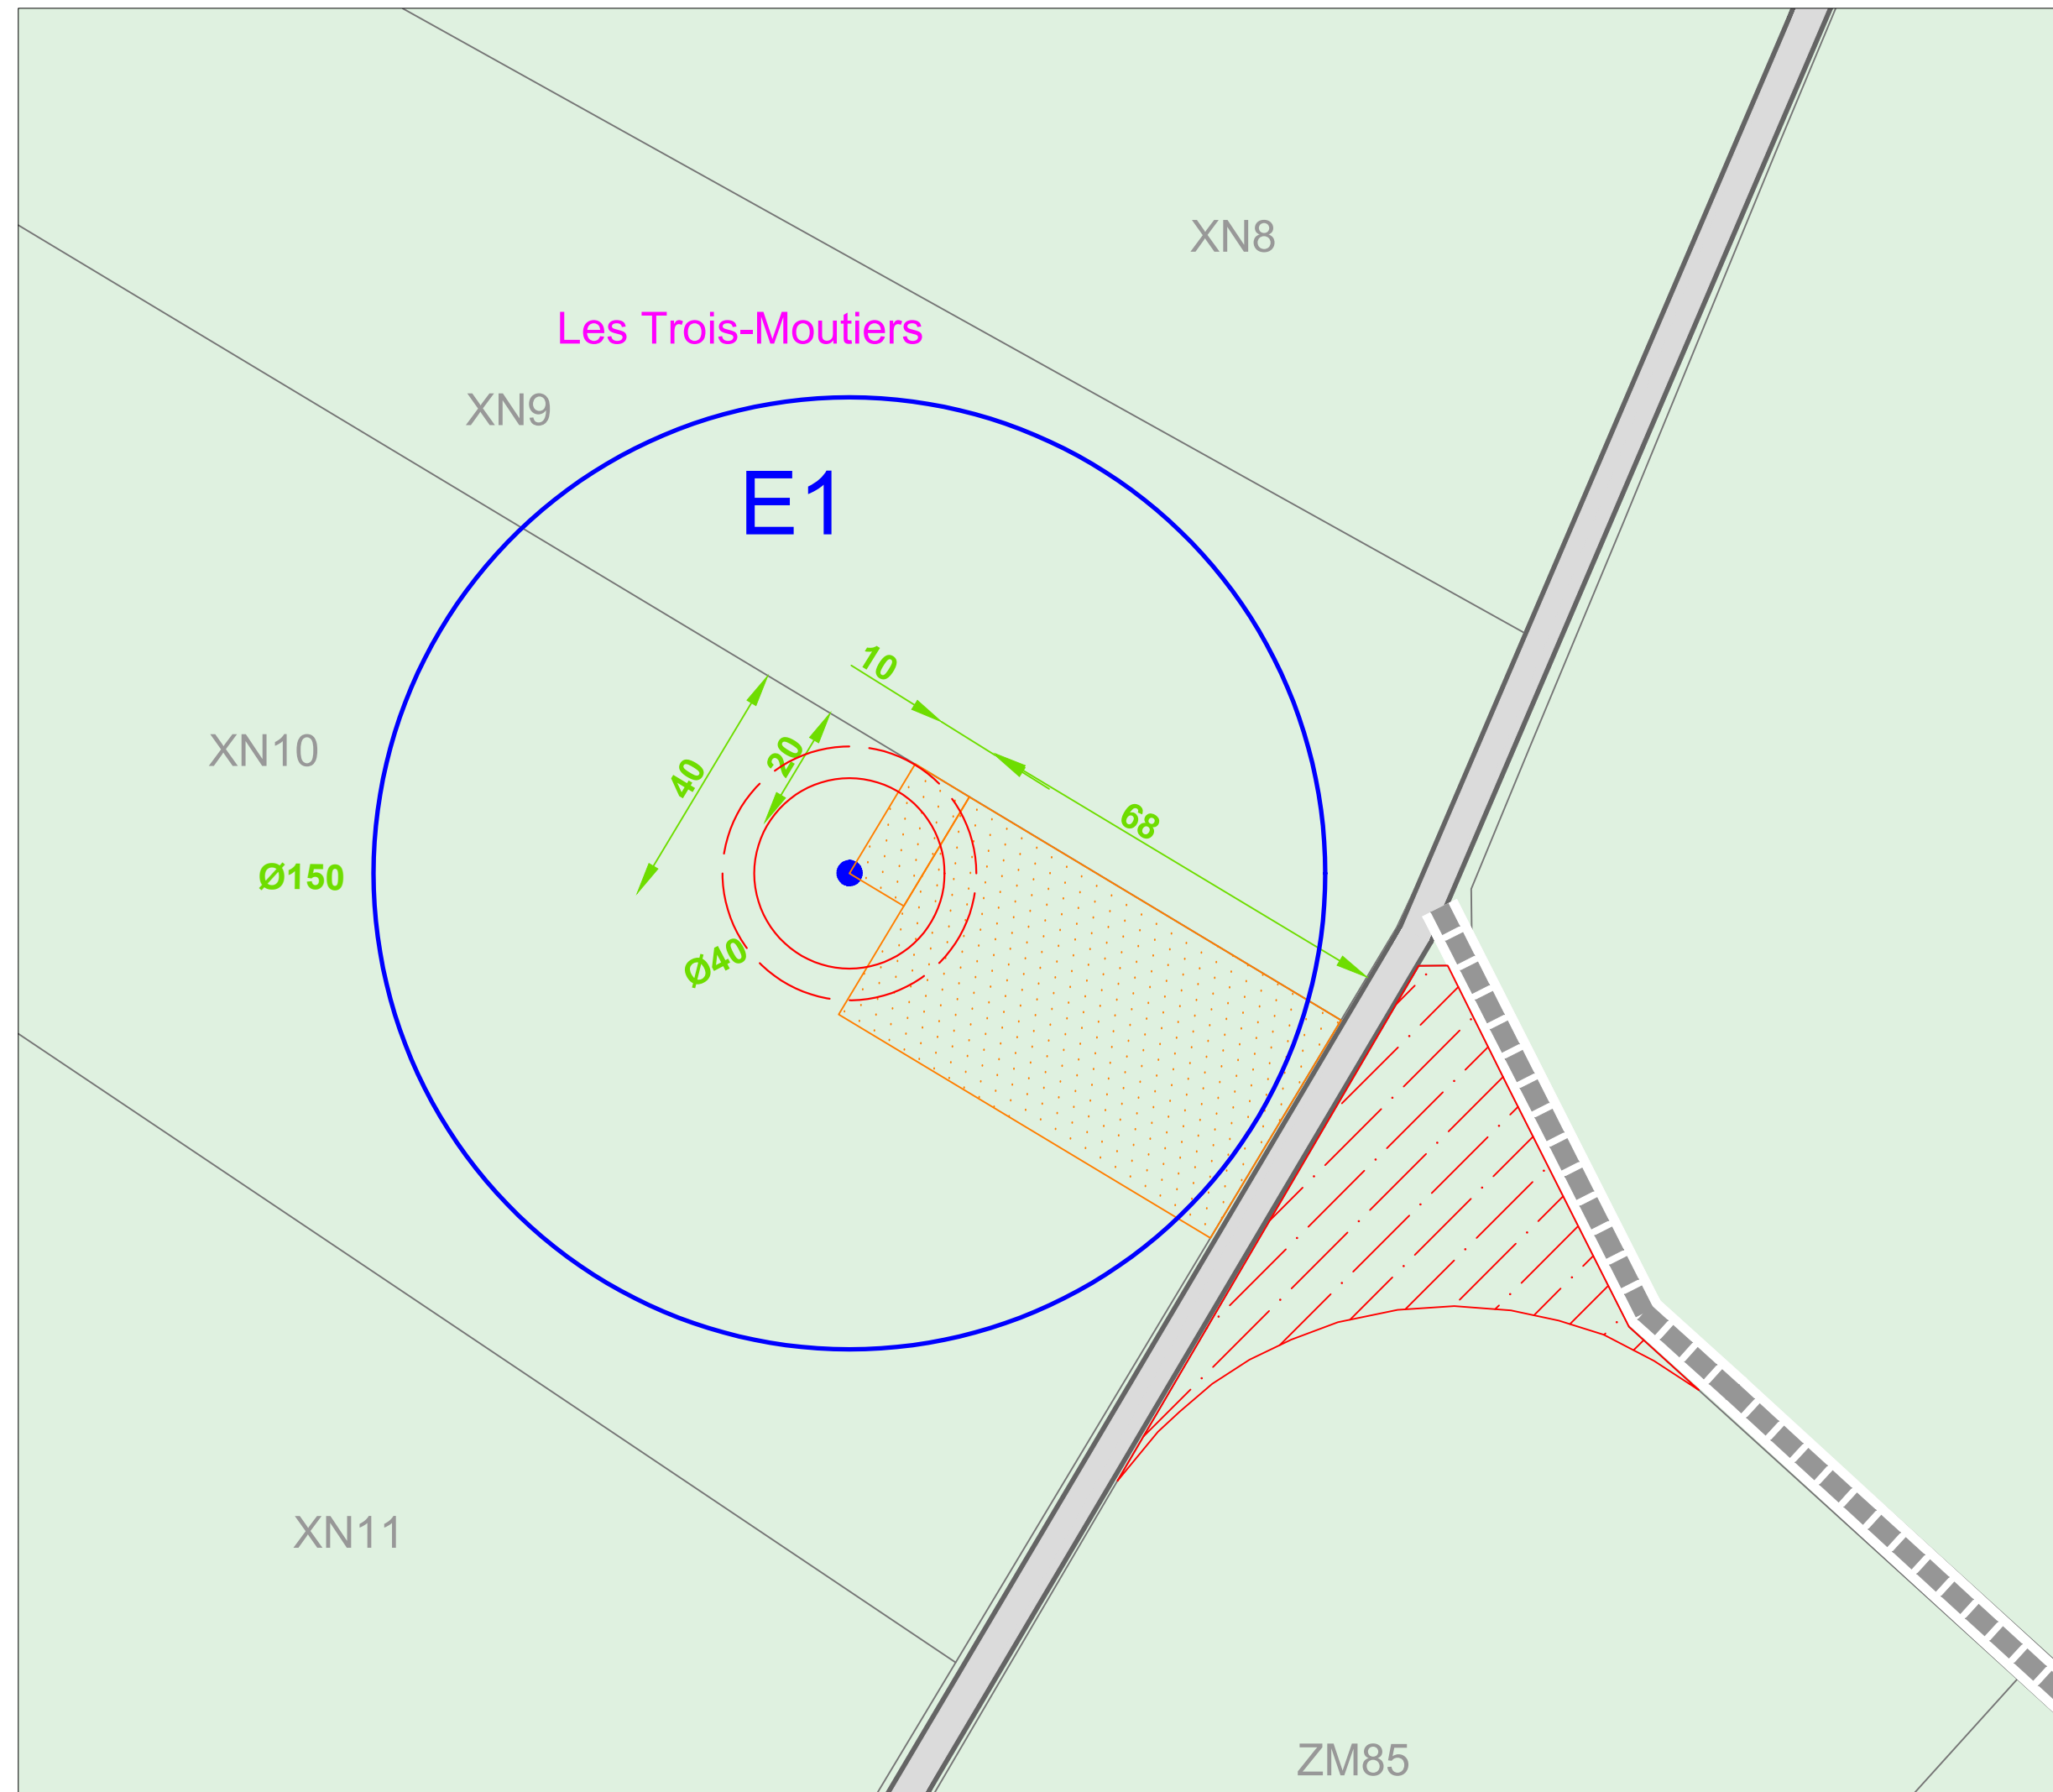 XN8
Les Trois-Moutiers
XN9
E1
10
20
40
68
XN10
Ø150
Ø40
XN11
ZM85